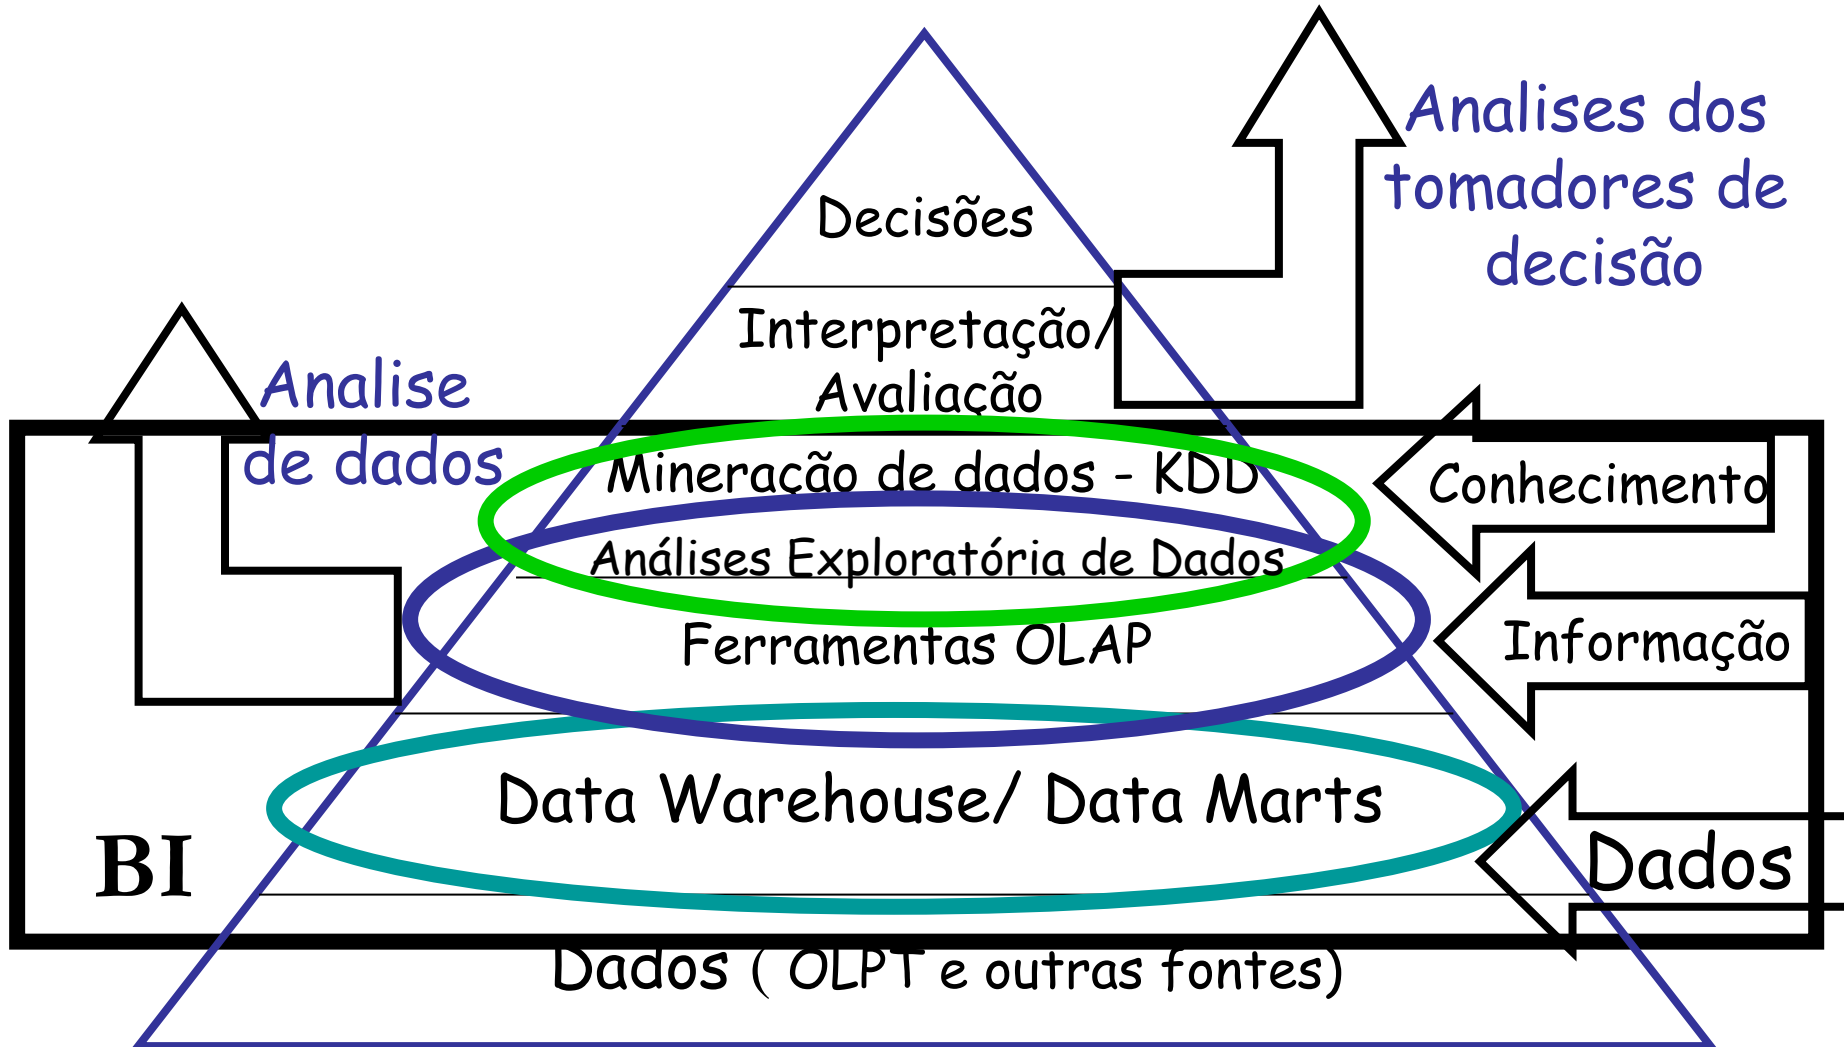 Analises dos
tomadores de
decisão
Decisões
Interpretação/
Avaliação
Analise
de dados
Mineração de dados - KDD
Conhecimento
Análises Exploratória de Dados
Ferramentas OLAP
Informação
Data Warehouse/ Data Marts
BI
Dados
Dados ( OLPT e outras fontes)